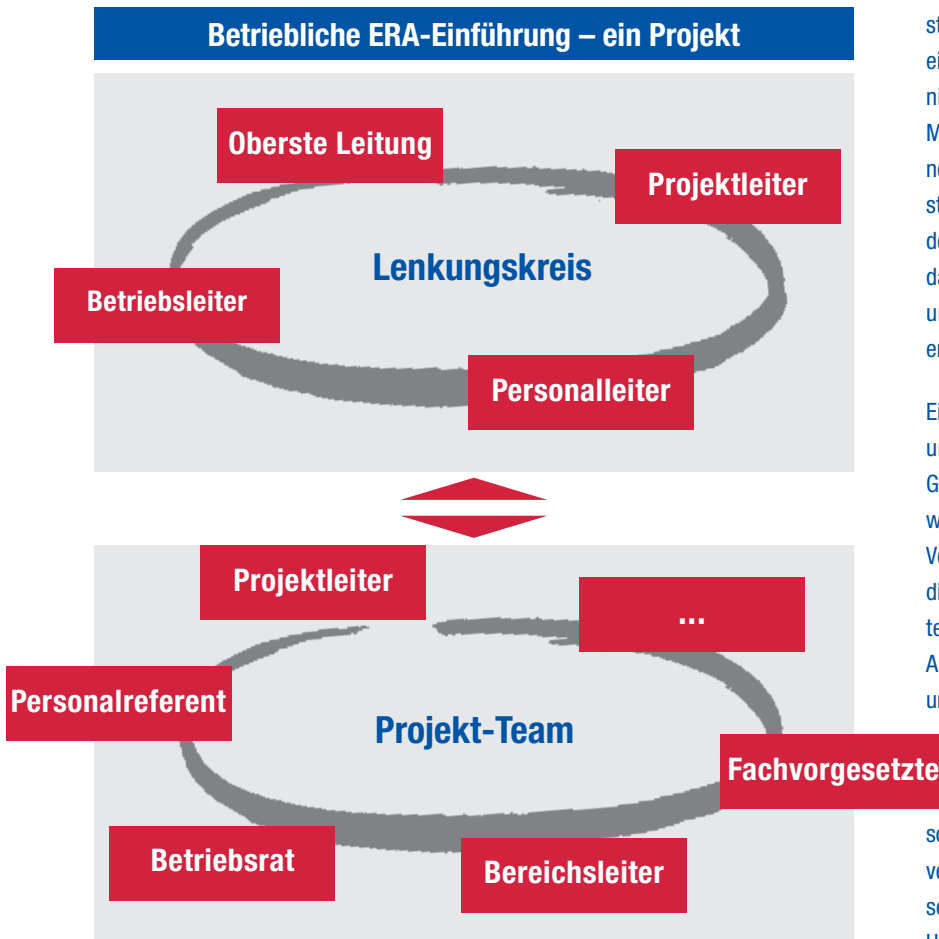 Betriebliche ERA-Einführung – ein Projekt
Oberste Leitung
Projektleiter
Lenkungskreis
Betriebsleiter
Personalleiter
Projektleiter
...
Personalreferent
Projekt-Team
Fachvorgesetzte
Betriebsrat
Bereichsleiter